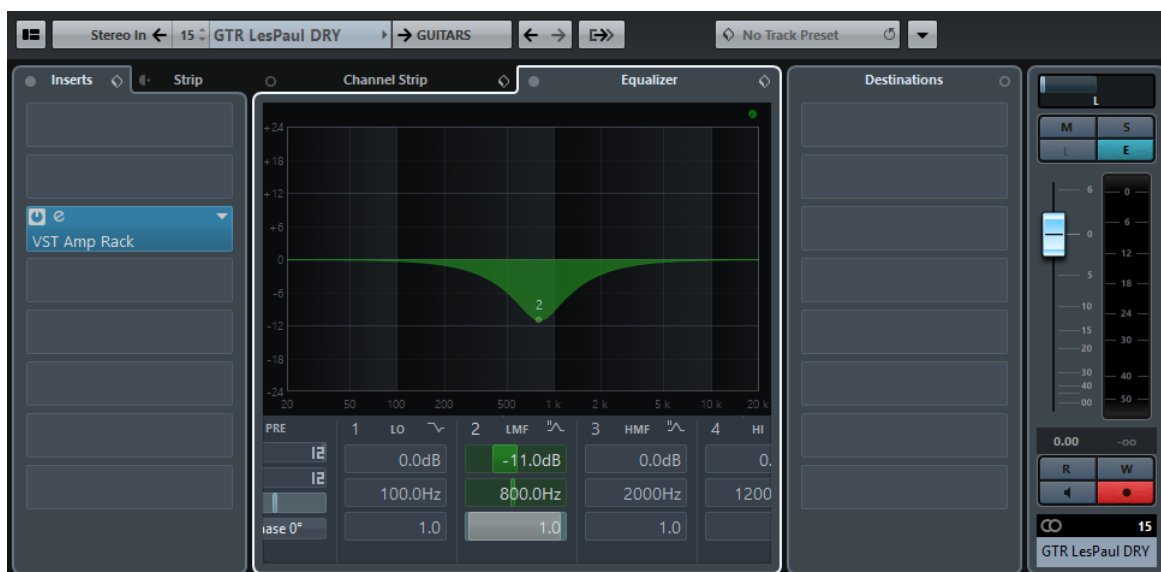 Stereo In 15 GTR LesPaul DRY GUITARS No Track Preset
Inserts Strip Channel Strip Equalizer Destinations
VST Amp Rack
+24
+18
+12
+6
0
-6
-12
-18
-24
2
20 50 100 200 500 1 k 2 k 5 k 10 k 20 k
PRE 1 LO 2 LMF 3 HMF 4 HI
12 0.0dB -11.0dB 0.0dB 0.
12 100.0Hz 800.0Hz 2000Hz 1200
hase 0° 1.0 1.0 1.0
L
M S
L E
6
0
5
10
15
20
30
40
00
0
6
12
18
24
30
40
50
0.00 -oo
R W
15
GTR LesPaul DRY